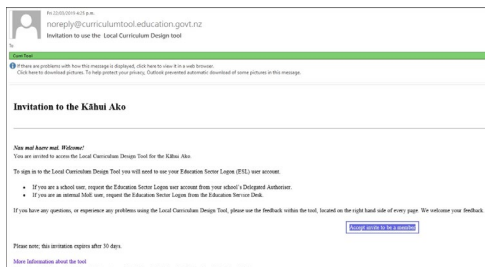 Fri 22/03/2019 4:25 p.m.
noreply@curriculumtool.education.govt.nz
Invitation to use the Local Curriculum Design tool
To
Curri Tool
If there are problems with how this message is displayed, click here to view it in a web browser.
Click here to download pictures. To help protect your privacy, Outlook prevented automatic download of some pictures in this message.
Invitation to the Kāhui Ako
Nau mai haere mai. Welcome!
You are invited to access the Local Curriculum Design Tool for the Kāhui Ako.
To sign in to the Local Curriculum Design Tool you will need to use your Education Sector Logon (ESL) user account.
• If you are a school user, request the Education Sector Logon user account from your school's Delegated Authoriser.
• If you are an internal MoE user, request the Education Sector Logon from the Education Service Desk.
If you have any questions, or experience any problems using the Local Curriculum Design Tool, please use the feedback within the tool, located on the right hand side of every page. We welcome your feedback.
Accept invite to be a member
Please note; this invitation expires after 30 days.
More Information about the tool